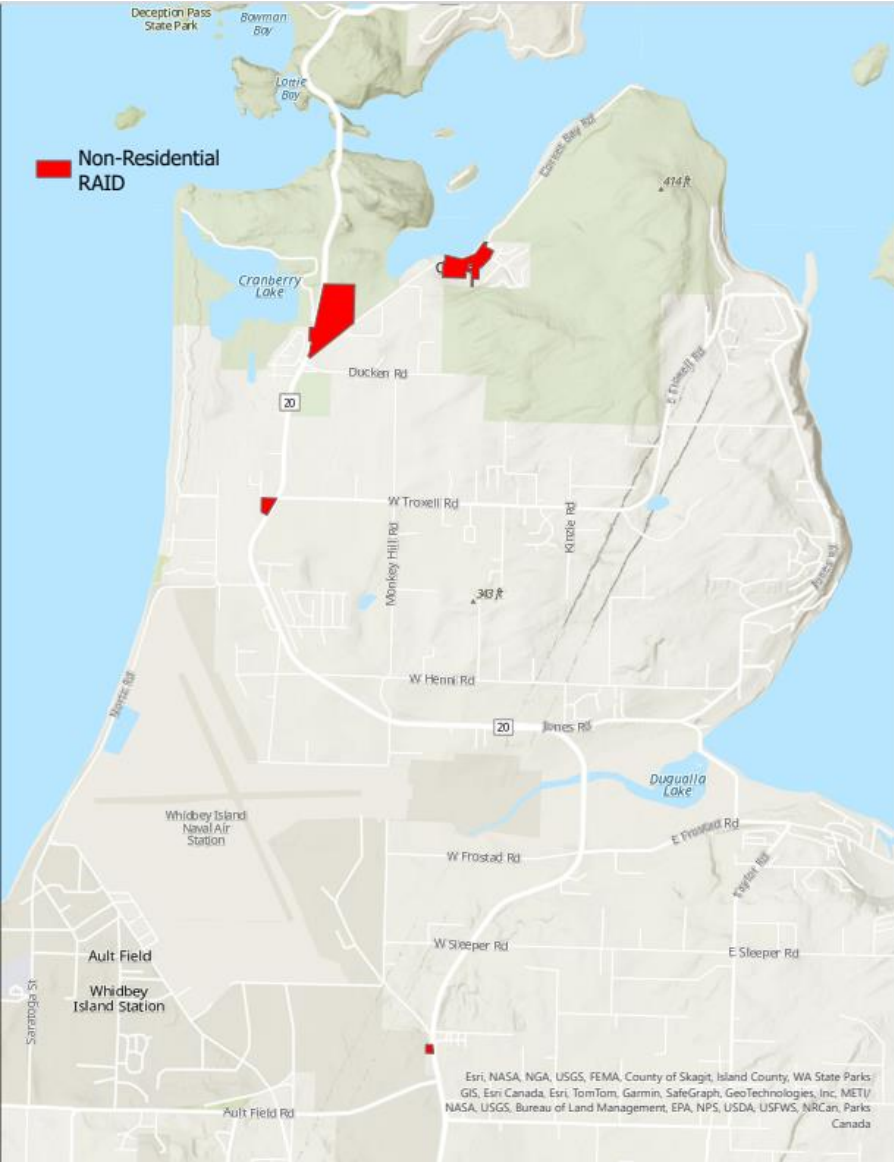 Deception Pass
State Park
Bowman
Bay
Lottie
Bay
Non-Residential
RAID
Cornet Bay Rd
414 ft
Cranberry
Lake
Ducken Rd
20
E Troxell Rd
W Troxell Rd
Kinzie Rd
Monkey Hill Rd
Jones Rd
343 ft
W Henni Rd
Norte Rd
20
Jones Rd
Dugualla
Lake
Whidbey Island
Naval Air
Station
E Frostad Rd
W Frostad Rd
Taylor Rd
W Sleeper Rd
E Sleeper Rd
Ault Field
Whidbey
Island Station
Saratoga St
Ault Field Rd
Esri, NASA, NGA, USGS, FEMA, County of Skagit, Island County, WA State Parks
GIS, Esri Canada, Esri, TomTom, Garmin, SafeGraph, GeoTechnologies, Inc, METI/
NASA, USGS, Bureau of Land Management, EPA, NPS, USDA, USFWS, NRCan, Parks
Canada